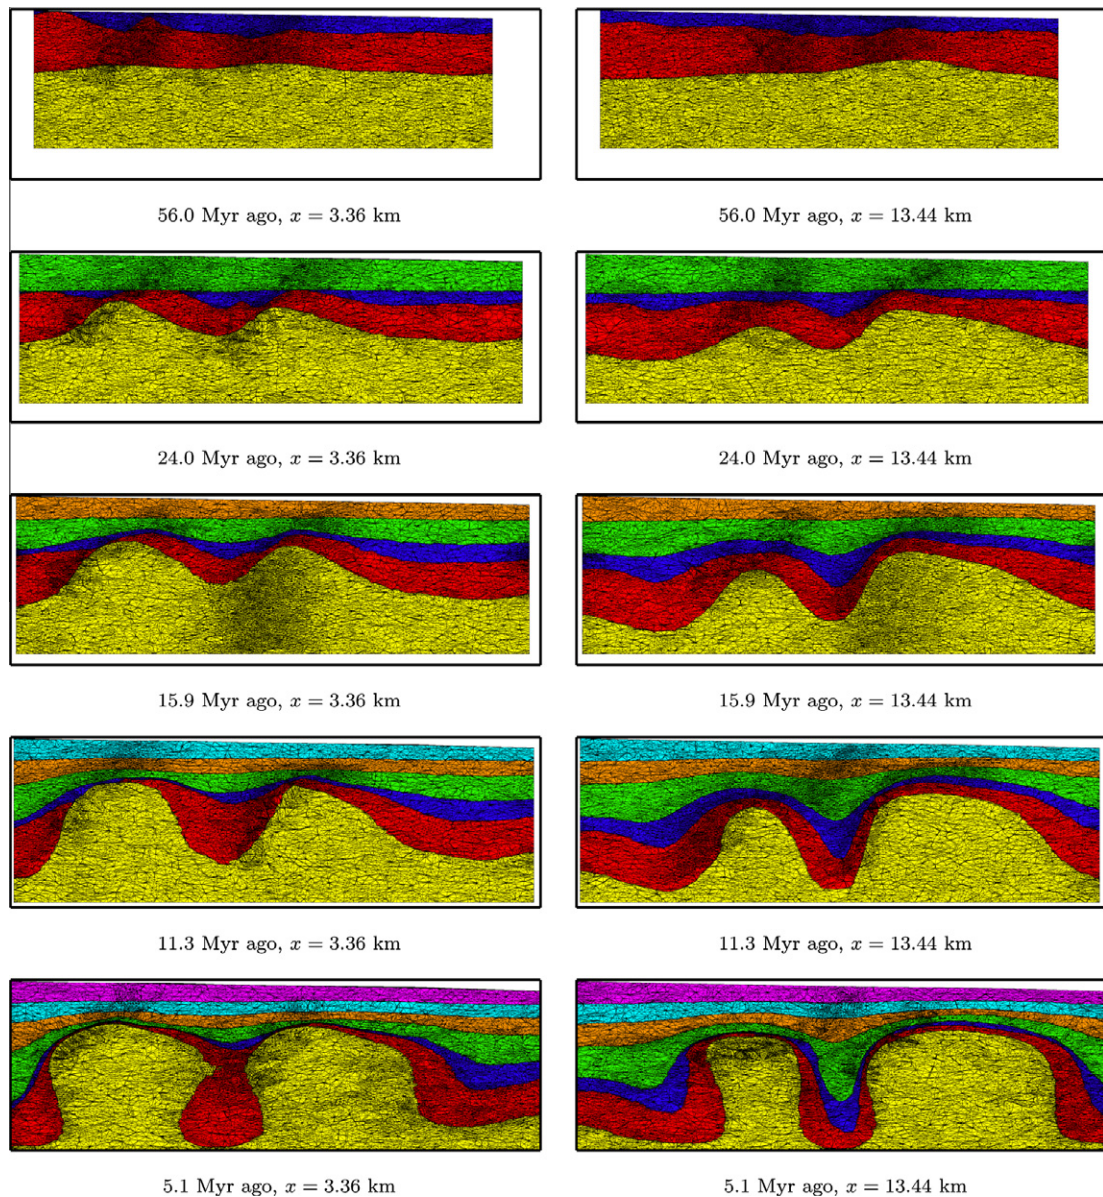 56.0 Myr ago, x = 3.36 km
56.0 Myr ago, x = 13.44 km
24.0 Myr ago, x = 3.36 km
24.0 Myr ago, x = 13.44 km
15.9 Myr ago, x = 3.36 km
15.9 Myr ago, x = 13.44 km
11.3 Myr ago, x = 3.36 km
11.3 Myr ago, x = 13.44 km
5.1 Myr ago, x = 3.36 km
5.1 Myr ago, x = 13.44 km